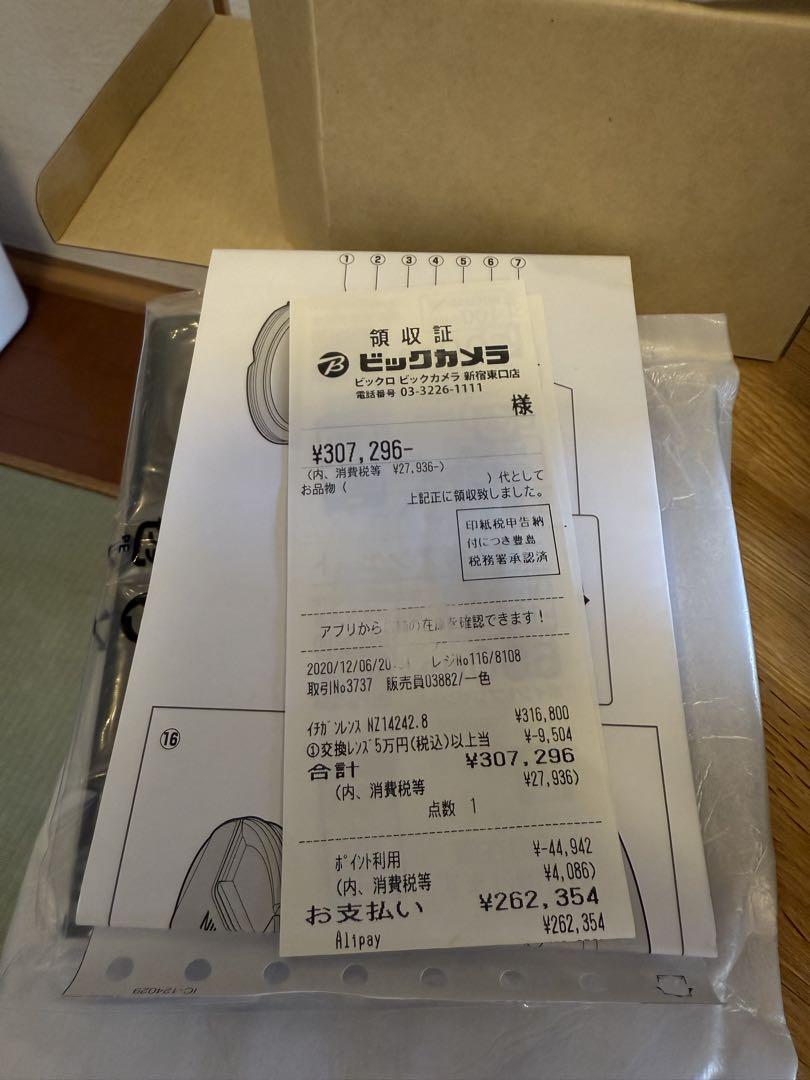 ① ② ③ ④ ⑤ ⑥ ⑦
領収証
B ビックカメラ
ビックロ ビックカメラ 新宿東口店
電話番号 03-3226-1111
様
¥307,296-
(内、消費税等 ¥27,936-)
お品物( )代として
上記正に領収致しました。
印紙税申告納
付につき豊島
税務署承認済
アプリから の在庫を確認できます!
2020/12/06/20 レジNo116/8108
取引No3737 販売員03882/一色
イチガンレンズ NZ14242.8 ¥316,800
①交換レンズ5万円(税込)以上当 ¥-9,504
合計 ¥307,296
(内、消費税等 ¥27,936)
点数 1
ポイント利用 ¥-44,942
(内、消費税等 ¥4,086)
お支払い ¥262,354
Alipay ¥262,354
⑯
PE
IC-124029